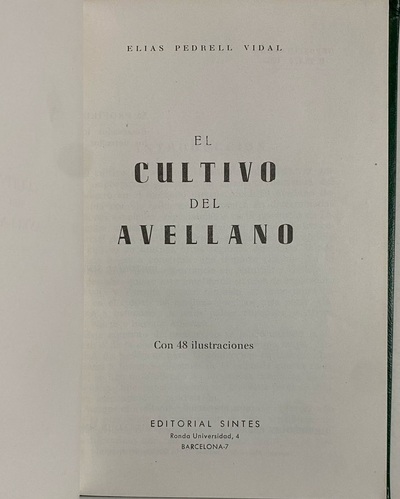 ELIAS PEDRELL VIDAL
EL
CULTIVO
DEL
AVELLANO
Con 48 ilustraciones
EDITORIAL SINTES
Ronda Universidad, 4
BARCELONA-7